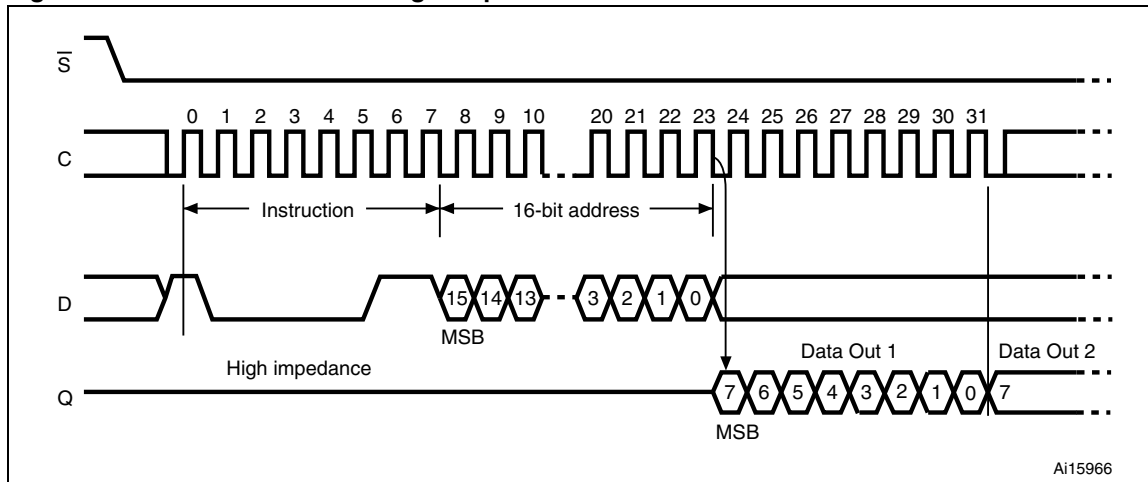 S
0 1 2 3 4 5 6 7 8 9 10 20 21 22 23 24 25 26 27 28 29 30 31
C
Instruction 16-bit address
D 15 14 13 3 2 1 0
MSB
Data Out 1 Data Out 2
High impedance
Q 7 6 5 4 3 2 1 0 7
MSB
Ai15966